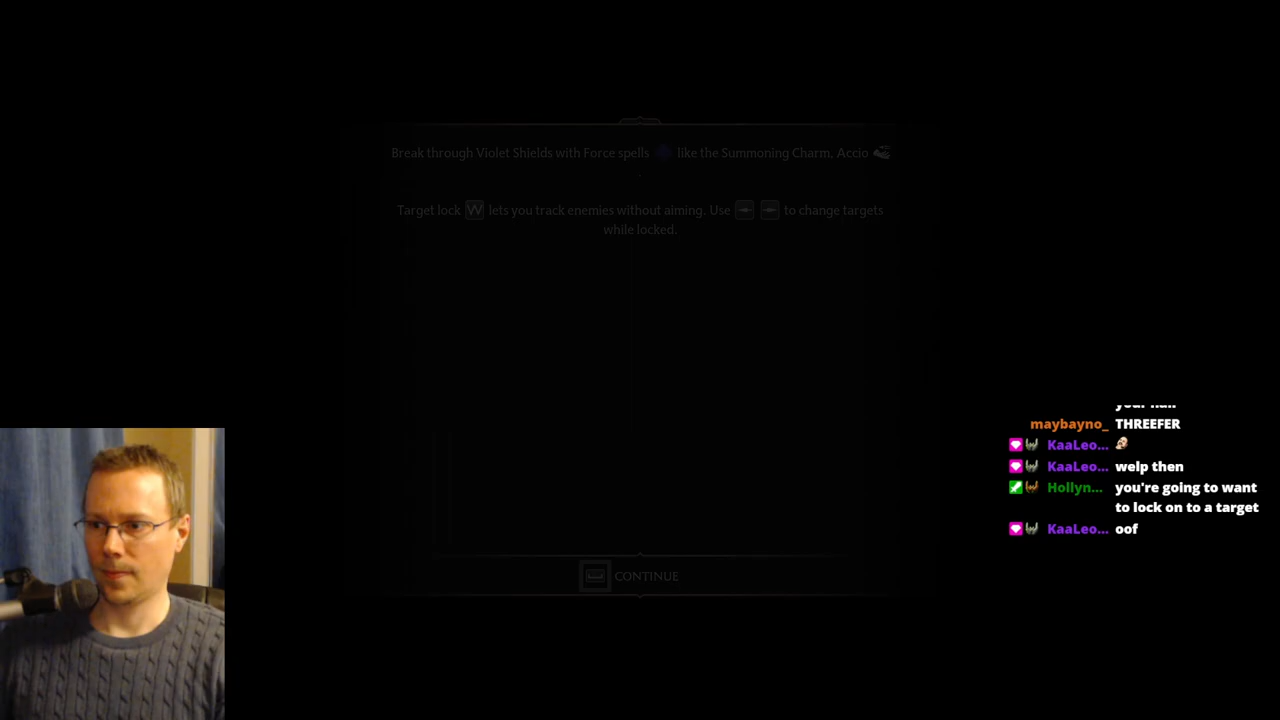 Break through Violet Shields with Force spells like the Summoning Charm, Accio
Target lock W lets you track enemies without aiming. Use to change targets
while locked.
CONTINUE
maybayno_ THREEFER
KaaLeo...
KaaLeo... welp then
Hollyn... you're going to want
to lock on to a target
KaaLeo... oof